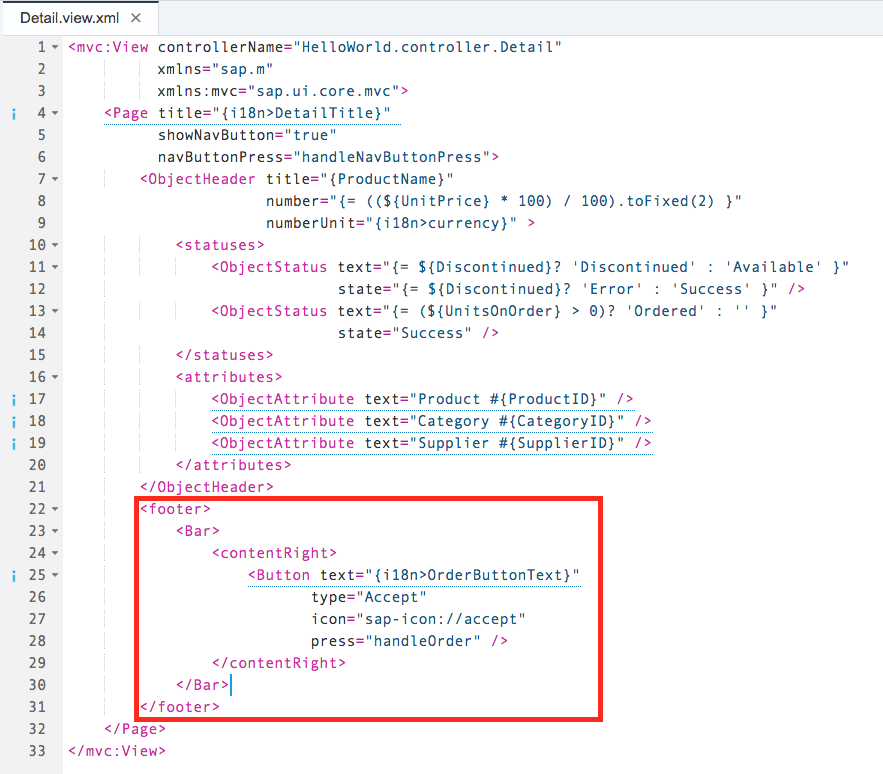 Detail.view.xml ×
1 <mvc:View controllerName="HelloWorld.controller.Detail"
2 xmlns="sap.m"
3 xmlns:mvc="sap.ui.core.mvc">
i 4 <Page title="{i18n>DetailTitle}"
5 showNavButton="true"
6 navButtonPress="handleNavButtonPress">
7 <ObjectHeader title="{ProductName}"
8 number="{= ((${UnitPrice} * 100) / 100).toFixed(2) }"
9 numberUnit="{i18n>currency}" >
10 <statuses>
11 <ObjectStatus text="{= ${Discontinued}? 'Discontinued' : 'Available' }"
12 state="{= ${Discontinued}? 'Error' : 'Success' }" />
13 <ObjectStatus text="{= (${UnitsOnOrder} > 0)? 'Ordered' : '' }"
14 state="Success" />
15 </statuses>
16 <attributes>
i 17 <ObjectAttribute text="Product #{ProductID}" />
i 18 <ObjectAttribute text="Category #{CategoryID}" />
i 19 <ObjectAttribute text="Supplier #{SupplierID}" />
20 </attributes>
21 </ObjectHeader>
22 <footer>
23 <Bar>
24 <contentRight>
i 25 <Button text="{i18n>OrderButtonText}"
26 type="Accept"
27 icon="sap-icon://accept"
28 press="handleOrder" />
29 </contentRight>
30 </Bar>
31 </footer>
32 </Page>
33 </mvc:View>